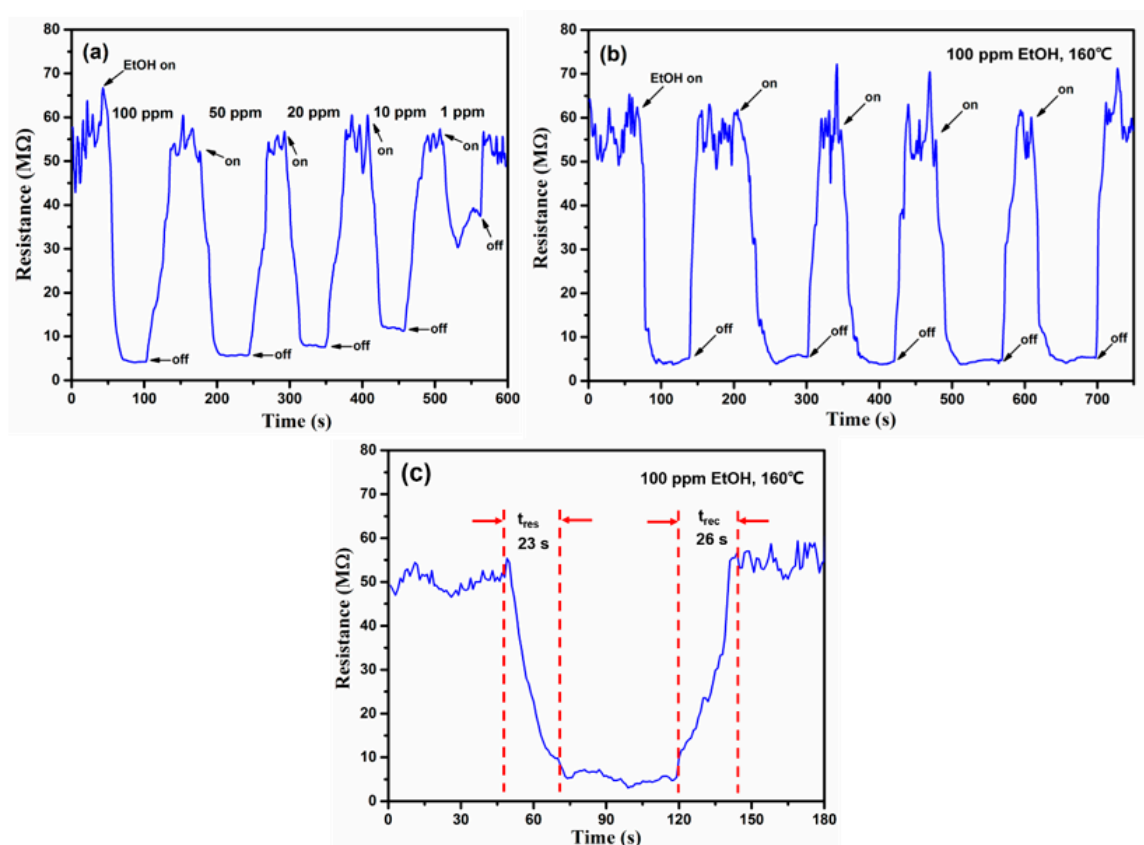 (a)
EtOH on
100 ppm 50 ppm 20 ppm 10 ppm 1 ppm
on
on
on
on
off
off
off
off
off
80
70
60
50
40
30
20
10
0
Resistance (MΩ)
0 100 200 300 400 500 600
Time (s)
(b)
100 ppm EtOH, 160℃
EtOH on
on
on
on
on
off
off
off
off
off
80
70
60
50
40
30
20
10
0
Resistance (MΩ)
0 100 200 300 400 500 600 700
Time (s)
(c)
100 ppm EtOH, 160℃
tres
23 s
trec
26 s
80
70
60
50
40
30
20
10
0
Resistance (MΩ)
0 30 60 90 120 150 180
Time (s)